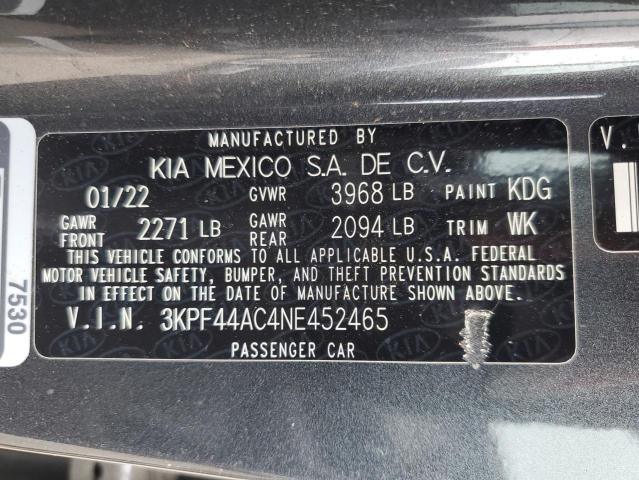 MANUFACTURED BY
KIA MEXICO S.A. DE C.V.
01/22 GVWR 3968 LB PAINT KDG
GAWR FRONT 2271 LB GAWR REAR 2094 LB TRIM WK
THIS VEHICLE CONFORMS TO ALL APPLICABLE U.S.A. FEDERAL
MOTOR VEHICLE SAFETY, BUMPER, AND THEFT PREVENTION STANDARDS
IN EFFECT ON THE DATE OF MANUFACTURE SHOWN ABOVE.
V.I.N. 3KPF44AC4NE452465
PASSENGER CAR
7530
V.